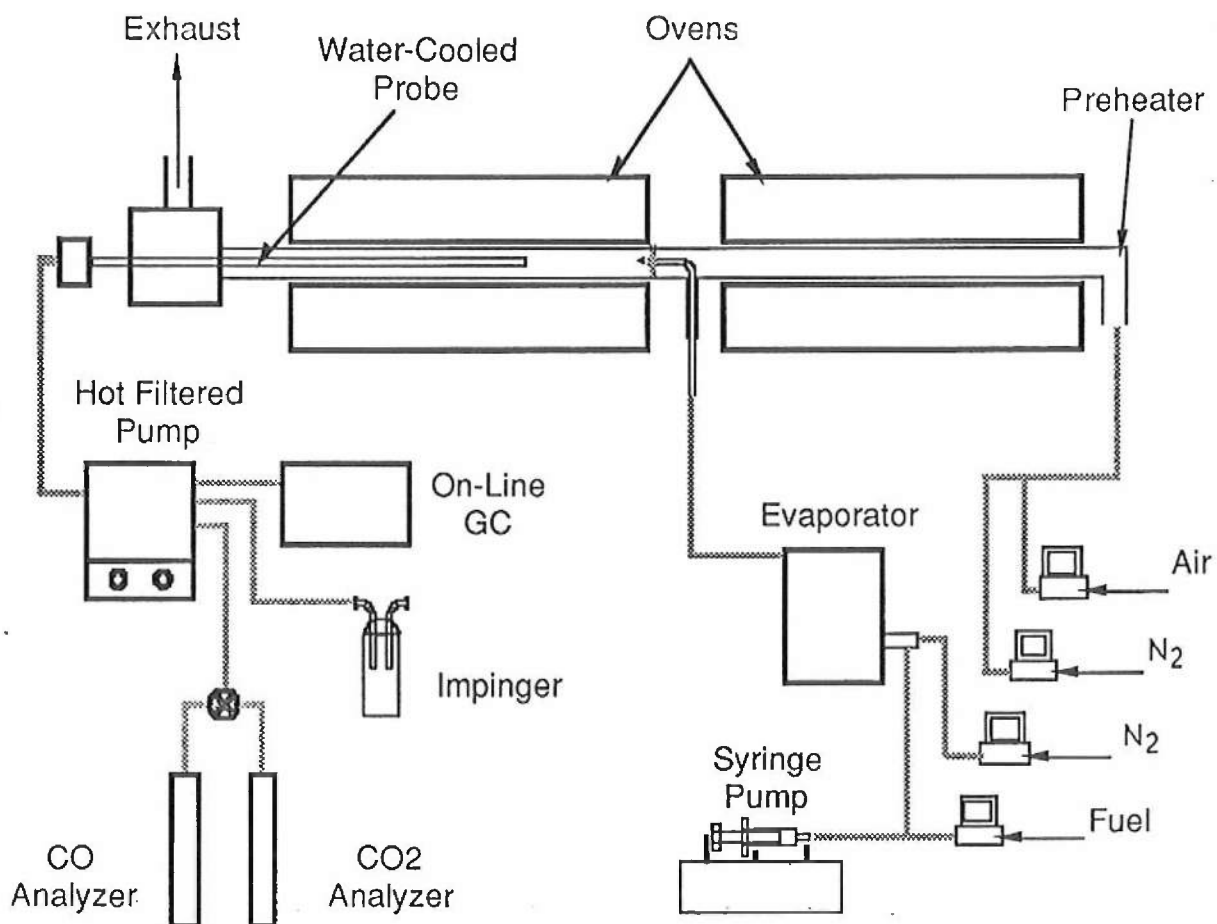 Exhaust
Water-Cooled
Probe
Ovens
Preheater
Hot Filtered
Pump
On-Line
GC
Evaporator
Air
N2
Impinger
N2
Syringe
Pump
Fuel
CO
Analyzer
CO2
Analyzer